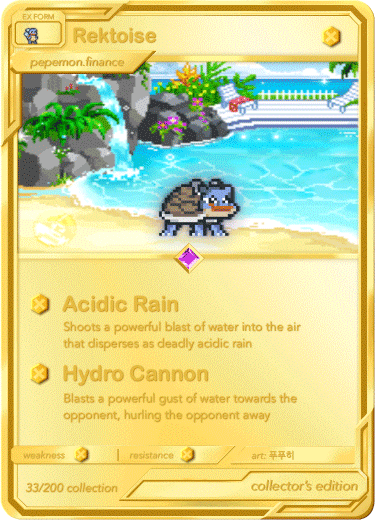 EX FORM
Rektoise
pepemon.finance
Acidic Rain
Shoots a powerful blast of water into the air
that disperses as deadly acidic rain
Hydro Cannon
Blasts a powerful gust of water towards the
opponent, hurling the opponent away
weakness | resistance art: 푸푸히
33/200 collection collector's edition